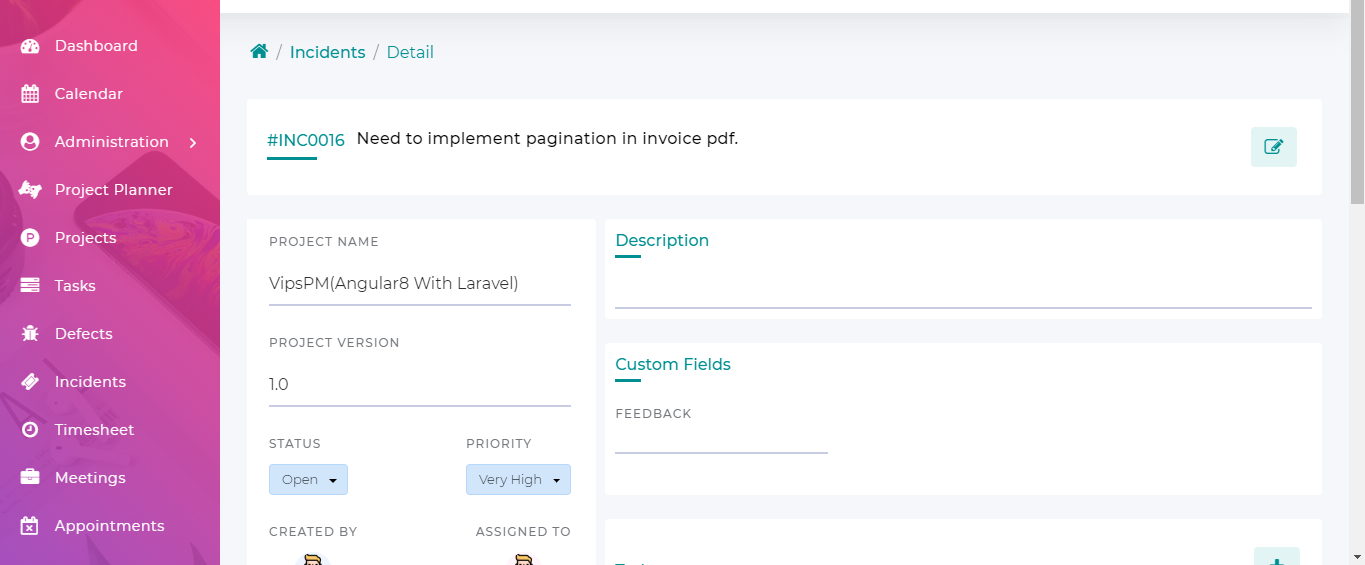 Dashboard
Calendar
Administration
Project Planner
Projects
Tasks
Defects
Incidents
Timesheet
Meetings
Appointments
/ Incidents / Detail
#INC0016 Need to implement pagination in invoice pdf.
PROJECT NAME
VipsPM(Angular8 With Laravel)
PROJECT VERSION
1.0
STATUS PRIORITY
Open Very High
CREATED BY ASSIGNED TO
Description
Custom Fields
FEEDBACK